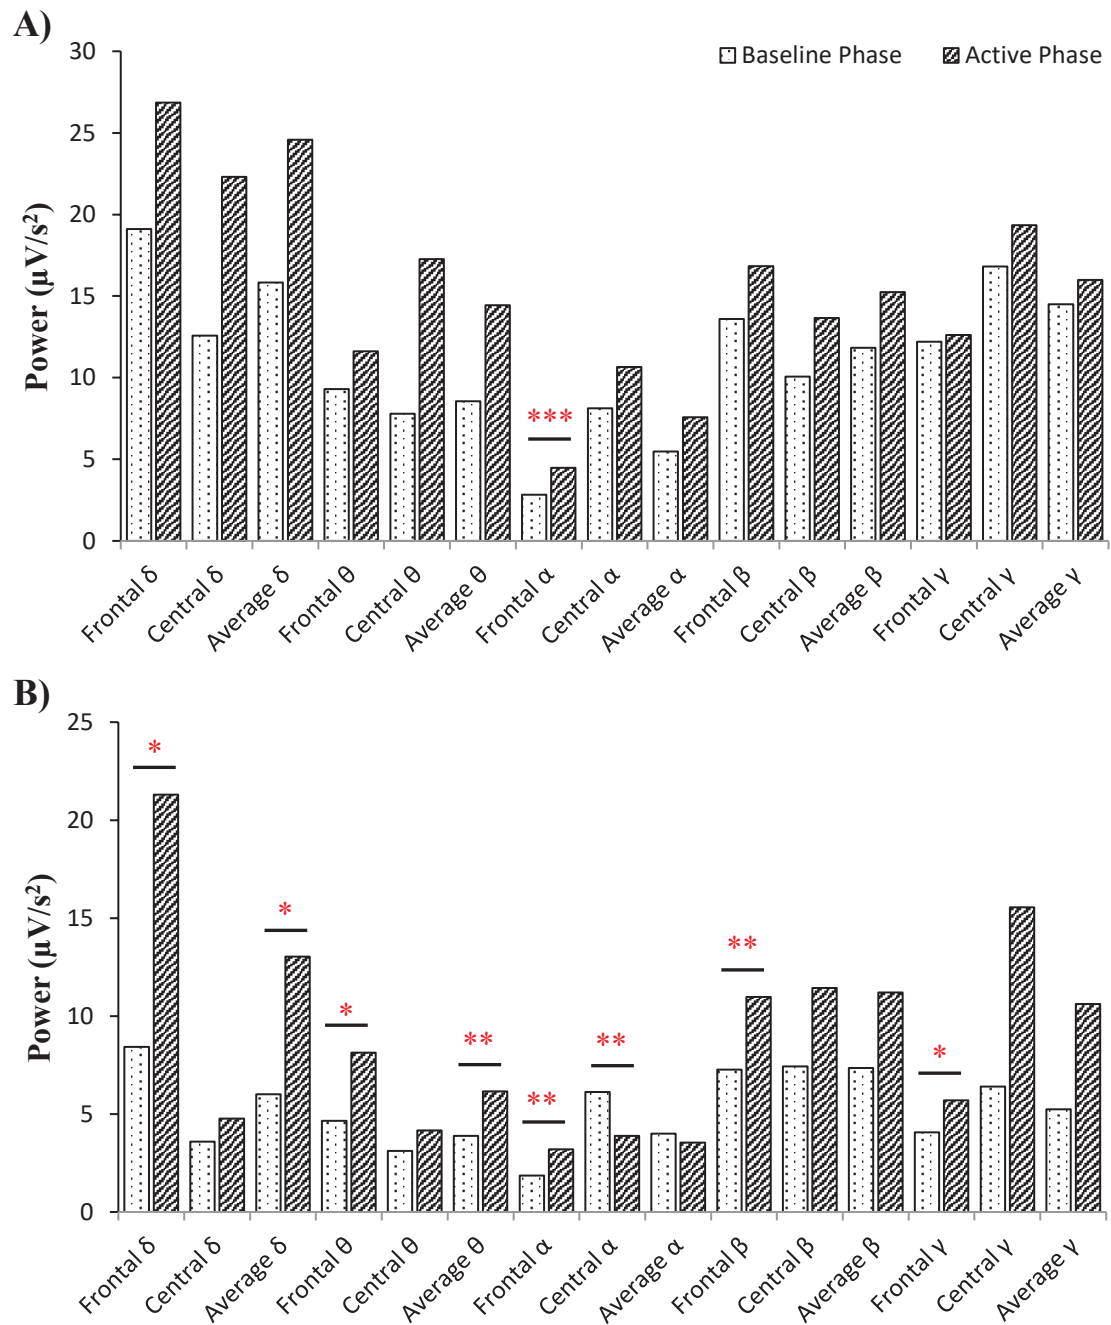 A)
Baseline Phase Active Phase
Power (µV/s²)
30
25
20
15
10
5
0
***
Frontal δ Central δ Average δ Frontal θ Central θ Average θ Frontal α Central α Average α Frontal β Central β Average β Frontal γ Central γ Average γ
B)
Power (µV/s²)
25
20
15
10
5
0
* * * ** ** ** ** *
Frontal δ Central δ Average δ Frontal θ Central θ Average θ Frontal α Central α Average α Frontal β Central β Average β Frontal γ Central γ Average γ